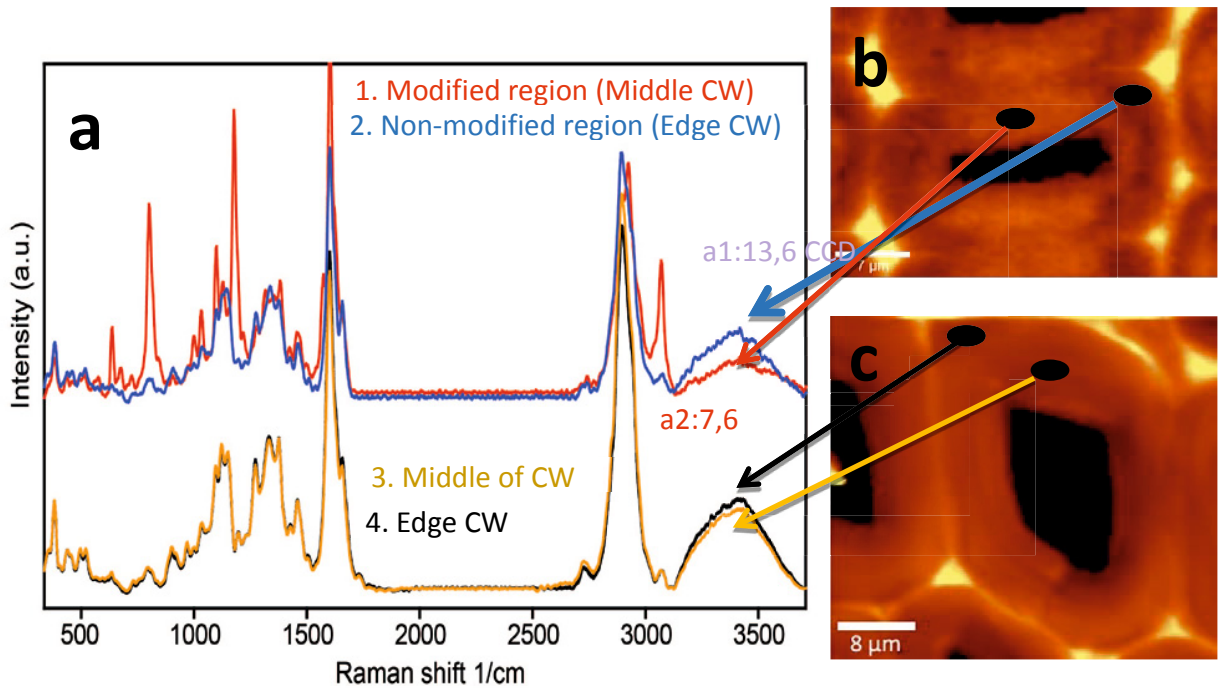 a
1. Modified region (Middle CW)
2. Non-modified region (Edge CW)
a1:13,6 CCD
a2:7,6
3. Middle of CW
4. Edge CW
Intensity (a.u.)
500 1000 1500 2000 2500 3000 3500
Raman shift 1/cm
b
7 µm
c
8 µm